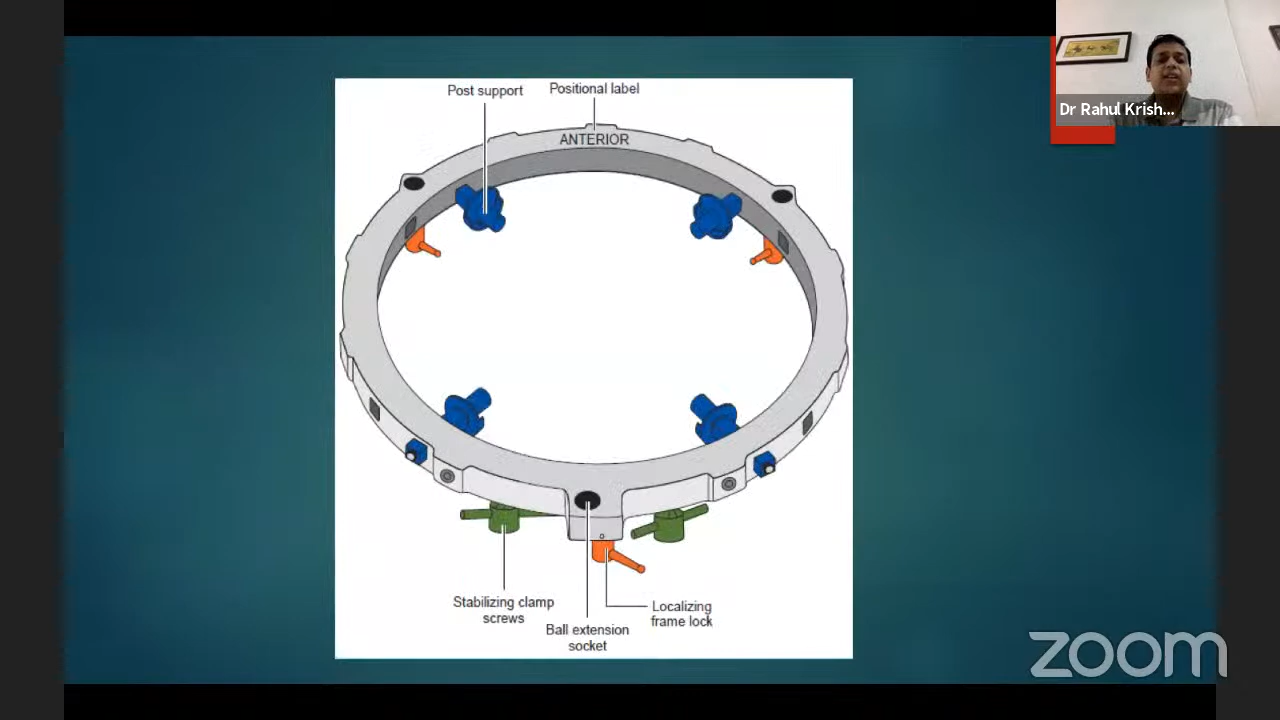 Post support
Positional label
ANTERIOR
Dr Rahul Krish...
Stabilizing clamp
screws
Ball extension
socket
Localizing
frame lock
zoom